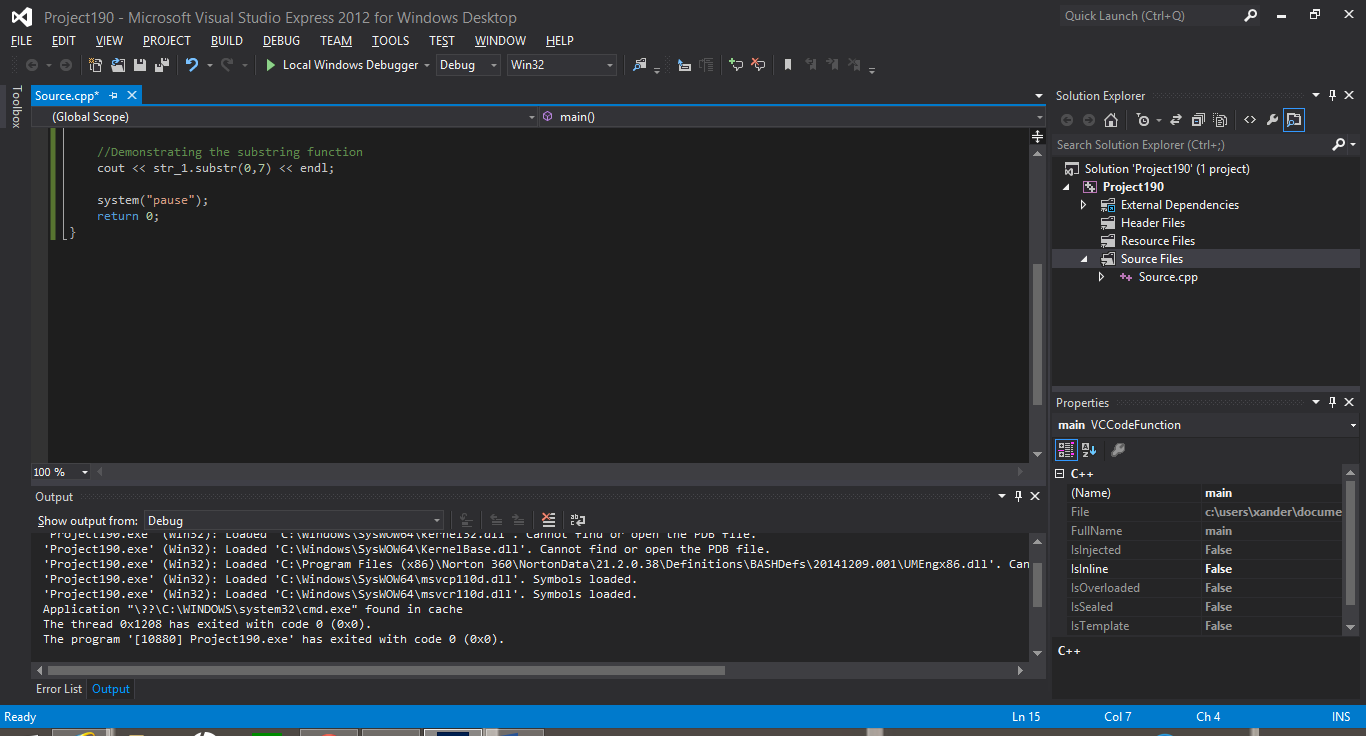 Project190 - Microsoft Visual Studio Express 2012 for Windows Desktop
Quick Launch (Ctrl+Q)
FILE EDIT VIEW PROJECT BUILD DEBUG TEAM TOOLS TEST WINDOW HELP
Local Windows Debugger Debug Win32
Toolbox
Source.cpp*
(Global Scope) main()
//Demonstrating the substring function
cout << str_1.substr(0,7) << endl;
system("pause");
return 0;
}
100 %
Output
Show output from: Debug
'Project190.exe' (Win32): Loaded 'C:\Windows\SysWOW64\kernel32.dll'. Cannot find or open the PDB file.
'Project190.exe' (Win32): Loaded 'C:\Windows\SysWOW64\KernelBase.dll'. Cannot find or open the PDB file.
'Project190.exe' (Win32): Loaded 'C:\Program Files (x86)\Norton 360\NortonData\21.2.0.38\Definitions\BASHDefs\20141209.001\UMEngx86.dll'. Can
'Project190.exe' (Win32): Loaded 'C:\Windows\SysWOW64\msvcp110d.dll'. Symbols loaded.
'Project190.exe' (Win32): Loaded 'C:\Windows\SysWOW64\msvcr110d.dll'. Symbols loaded.
Application "\??\C:\WINDOWS\system32\cmd.exe" found in cache
The thread 0x1208 has exited with code 0 (0x0).
The program '[10880] Project190.exe' has exited with code 0 (0x0).
Error List Output
Solution Explorer
Search Solution Explorer (Ctrl+;)
Solution 'Project190' (1 project)
Project190
External Dependencies
Header Files
Resource Files
Source Files
Source.cpp
Properties
main VCCodeFunction
C++
(Name) main
File c:\users\xander\docume
FullName main
IsInjected False
IsInline False
IsOverloaded False
IsSealed False
IsTemplate False
C++
Ready Ln 15 Col 7 Ch 4 INS